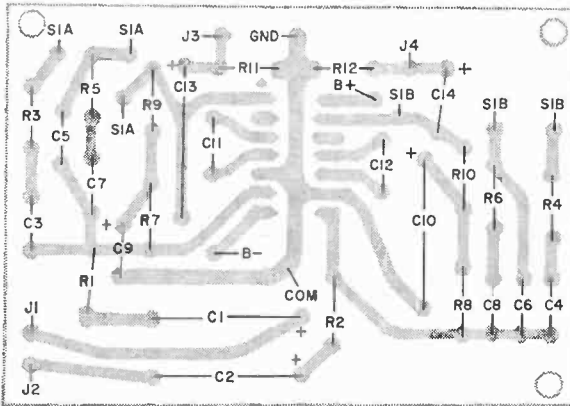 S1A S1A J3 GND J4
+ R11 R12 +
R5 R9 C13 B+ S1B C14 S1B S1B
R3 C5 S1A C11 C12 +
C7 R10 R6 R4
C3 + R7 C10
C9 B-
R1 COM
J1 C1 + R2 R8 C8 C6 C4
+
J2 C2